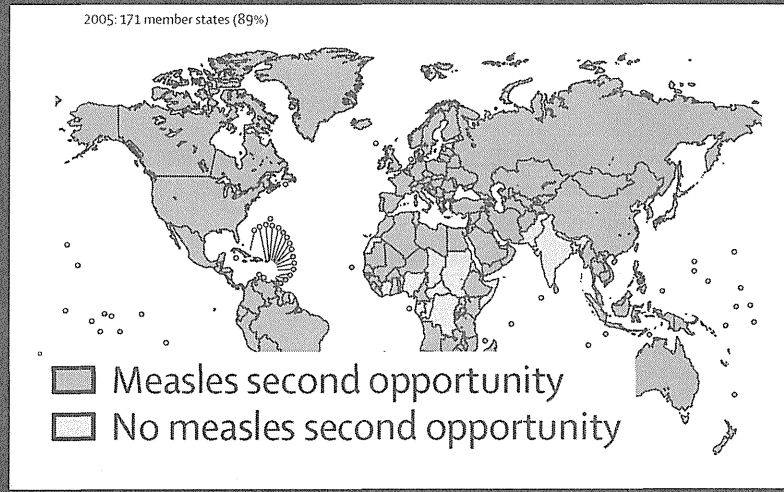 2005: 171 member states (89%)
Measles second opportunity
No measles second opportunity